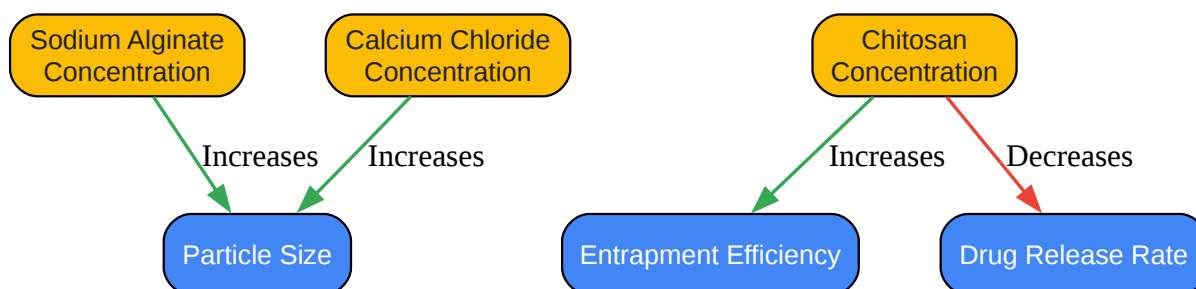 Sodium Alginate
Concentration
Calcium Chloride
Concentration
Chitosan
Concentration
Increases
Increases
Increases
Decreases
Particle Size
Entrapment Efficiency
Drug Release Rate